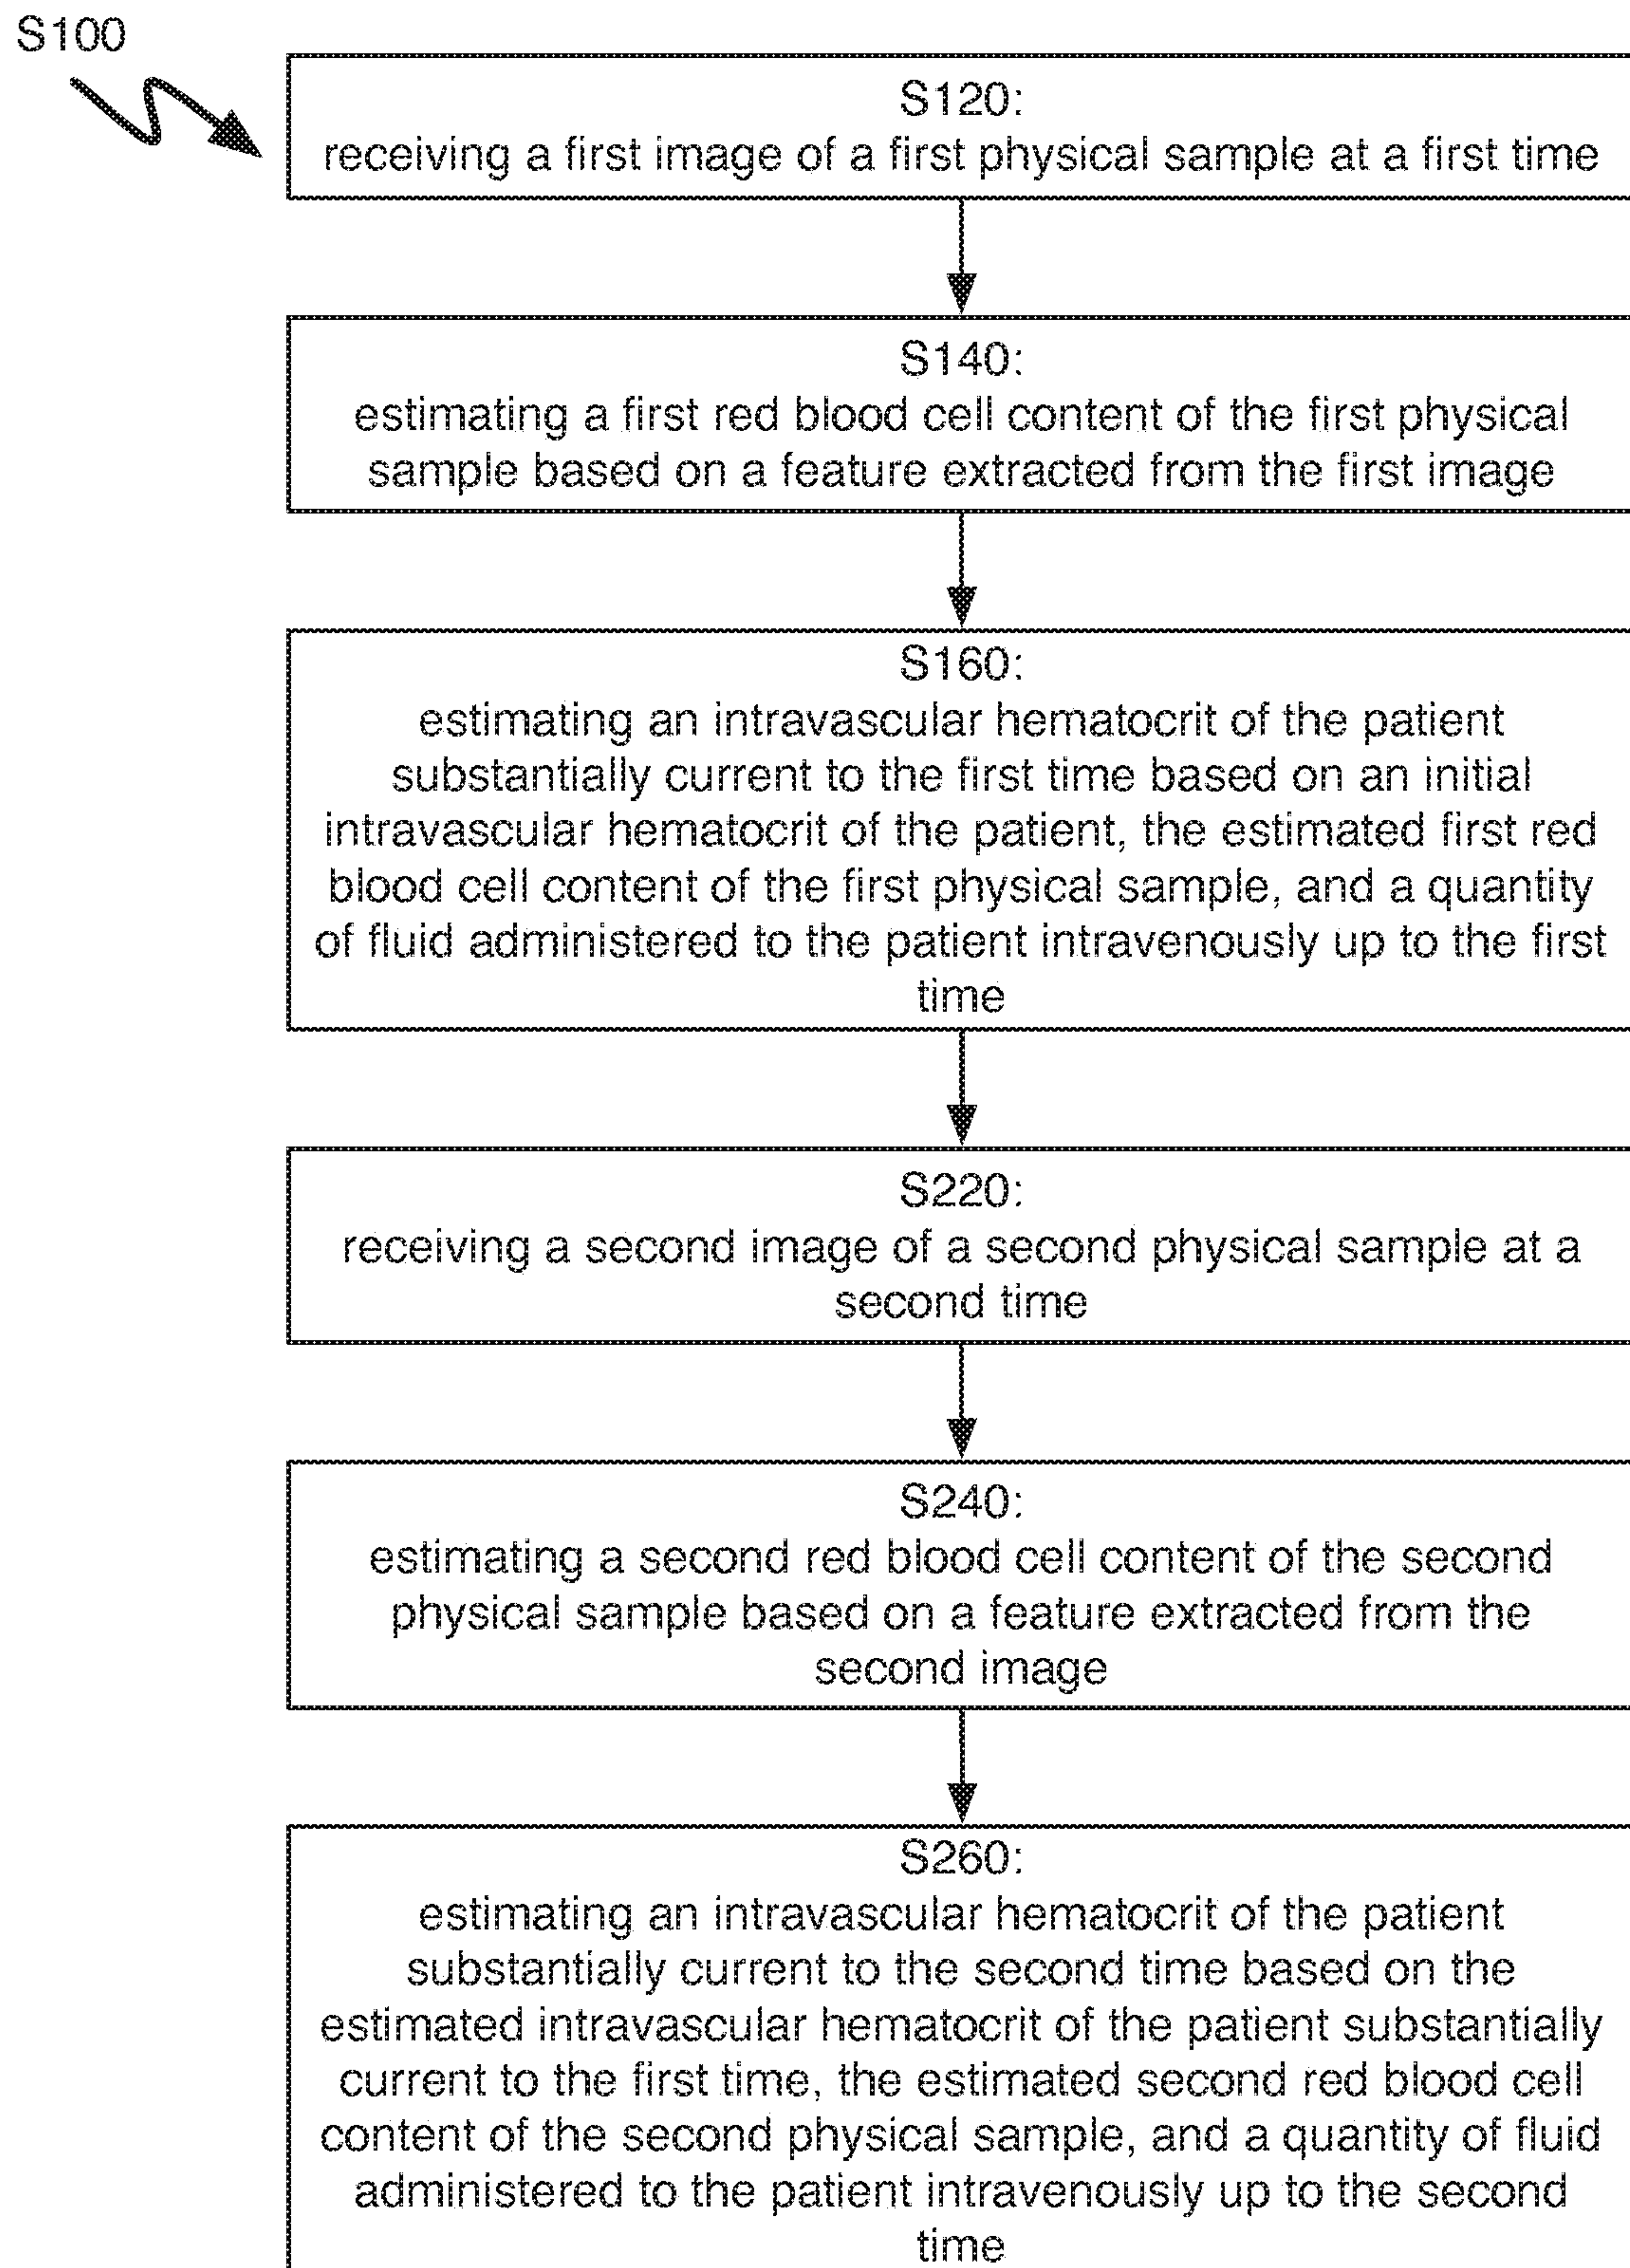 S100
S120:
receiving a first image of a first physical sample at a first time
S140:
estimating a first red blood cell content of the first physical
sample based on a feature extracted from the first image
S160:
estimating an intravascular hematocrit of the patient
substantially current to the first time based on an initial
intravascular hematocrit of the patient, the estimated first red
blood cell content of the first physical sample, and a quantity
of fluid administered to the patient intravenously up to the first
time
S220:
receiving a second image of a second physical sample at a
second time
S240:
estimating a second red blood cell content of the second
physical sample based on a feature extracted from the
second image
S260:
estimating an intravascular hematocrit of the patient
substantially current to the second time based on the
estimated intravascular hematocrit of the patient substantially
current to the first time, the estimated second red blood cell
content of the second physical sample, and a quantity of fluid
administered to the patient intravenously up to the second
time